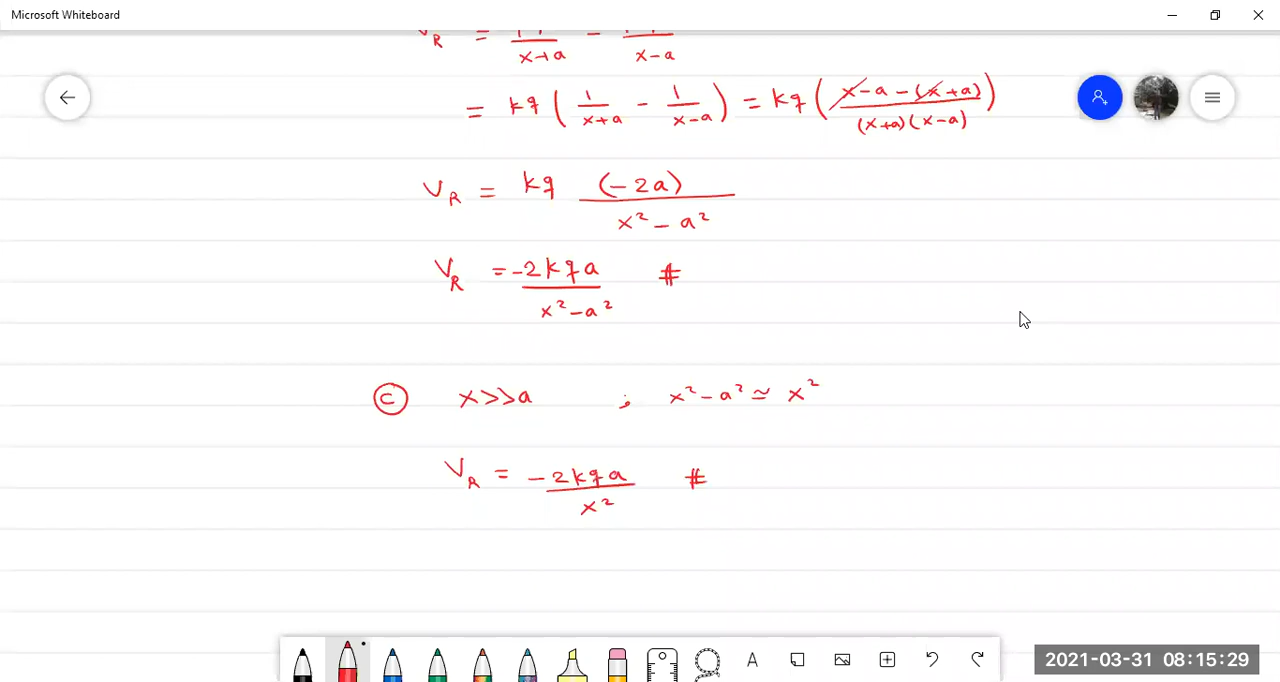 Microsoft Whiteboard
V_R = / x+a - / x-a
= kq ( 1/x+a - 1/x-a ) = kq ( x-a-(x+a) / (x+a)(x-a) )
V_R = kq (-2a) / x² - a²
V_R = -2kqa / x² - a² #
Ⓒ x>>a ; x² - a² ≃ x²
V_R = -2kqa / x² #
A
2021-03-31 08:15:29